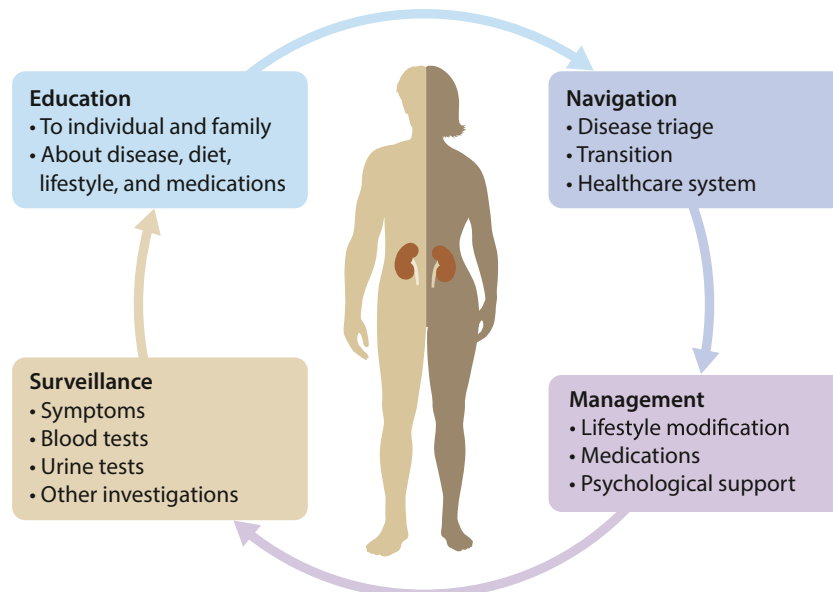 Education
• To individual and family
• About disease, diet,
lifestyle, and medications
Navigation
• Disease triage
• Transition
• Healthcare system
Management
• Lifestyle modification
• Medications
• Psychological support
Surveillance
• Symptoms
• Blood tests
• Urine tests
• Other investigations